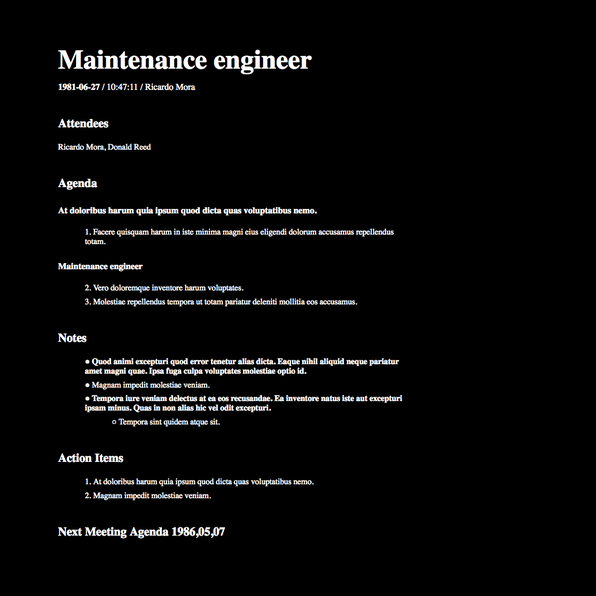 Maintenance engineer
1981-06-27 / 10:47:11 / Ricardo Mora
Attendees
Ricardo Mora, Donald Reed
Agenda
At doloribus harum quia ipsum quod dicta quas voluptatibus nemo.
1. Facere quisquam harum in iste minima magni eius eligendi dolorum accusamus repellendus
totam.
Maintenance engineer
2. Vero doloremque inventore harum voluptates.
3. Molestiae repellendus tempora ut totam pariatur deleniti mollitia eos accusamus.
Notes
● Quod animi excepturi quod error tenetur alias dicta. Eaque nihil aliquid neque pariatur
amet magni quae. Ipsa fuga culpa voluptates molestiae optio id.
● Magnam impedit molestiae veniam.
● Tempora iure veniam delectus at ea eos recusandae. Ea inventore natus iste aut excepturi
ipsam minus. Quas in non alias hic vel odit excepturi.
○ Tempora sint quidem atque sit.
Action Items
1. At doloribus harum quia ipsum quod dicta quas voluptatibus nemo.
2. Magnam impedit molestiae veniam.
Next Meeting Agenda 1986,05,07